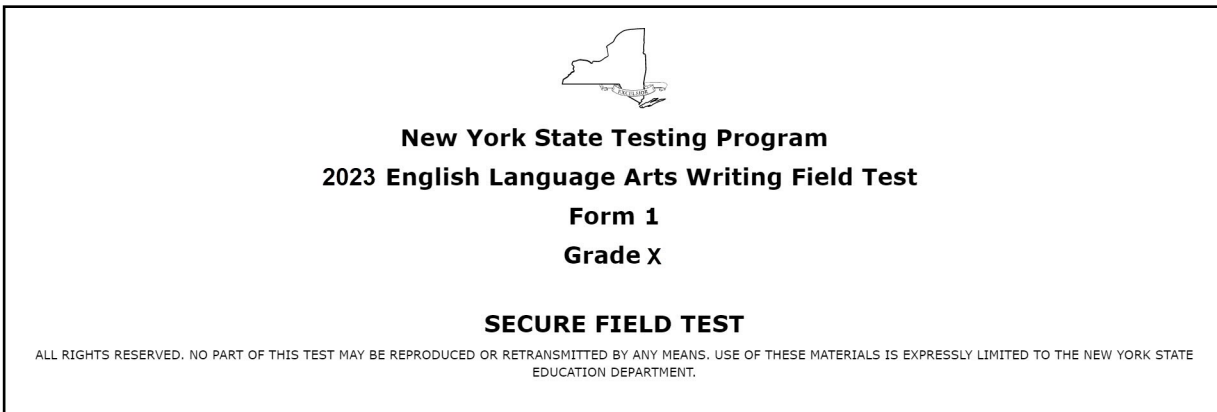 EXCELSIOR
New York State Testing Program
2023 English Language Arts Writing Field Test
Form 1
Grade X
SECURE FIELD TEST
ALL RIGHTS RESERVED. NO PART OF THIS TEST MAY BE REPRODUCED OR RETRANSMITTED BY ANY MEANS. USE OF THESE MATERIALS IS EXPRESSLY LIMITED TO THE NEW YORK STATE
EDUCATION DEPARTMENT.